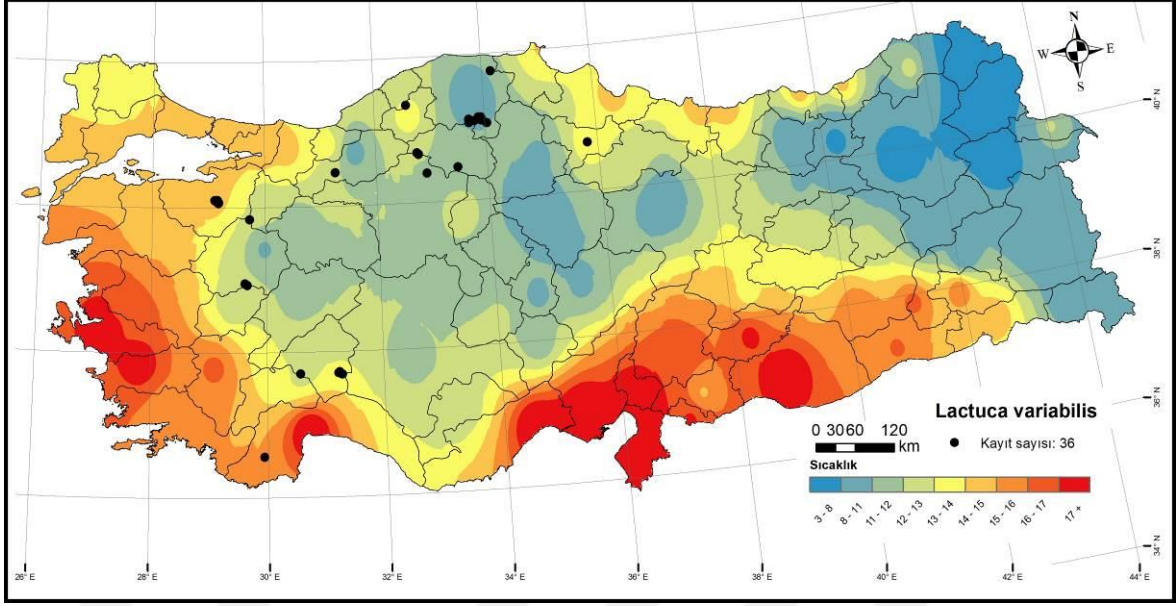 N
W E
S
40° N
38° N
36° N
34° N
Lactuca variabilis
0 30 60 120
km
Kayıt sayısı: 36
Sıcaklık
3 - 8
8 - 11
11 - 12
12 - 13
13 - 14
14 - 15
15 - 16
16 - 17
17 +
26° E 28° E 30° E 32° E 34° E 36° E 38° E 40° E 42° E 44° E